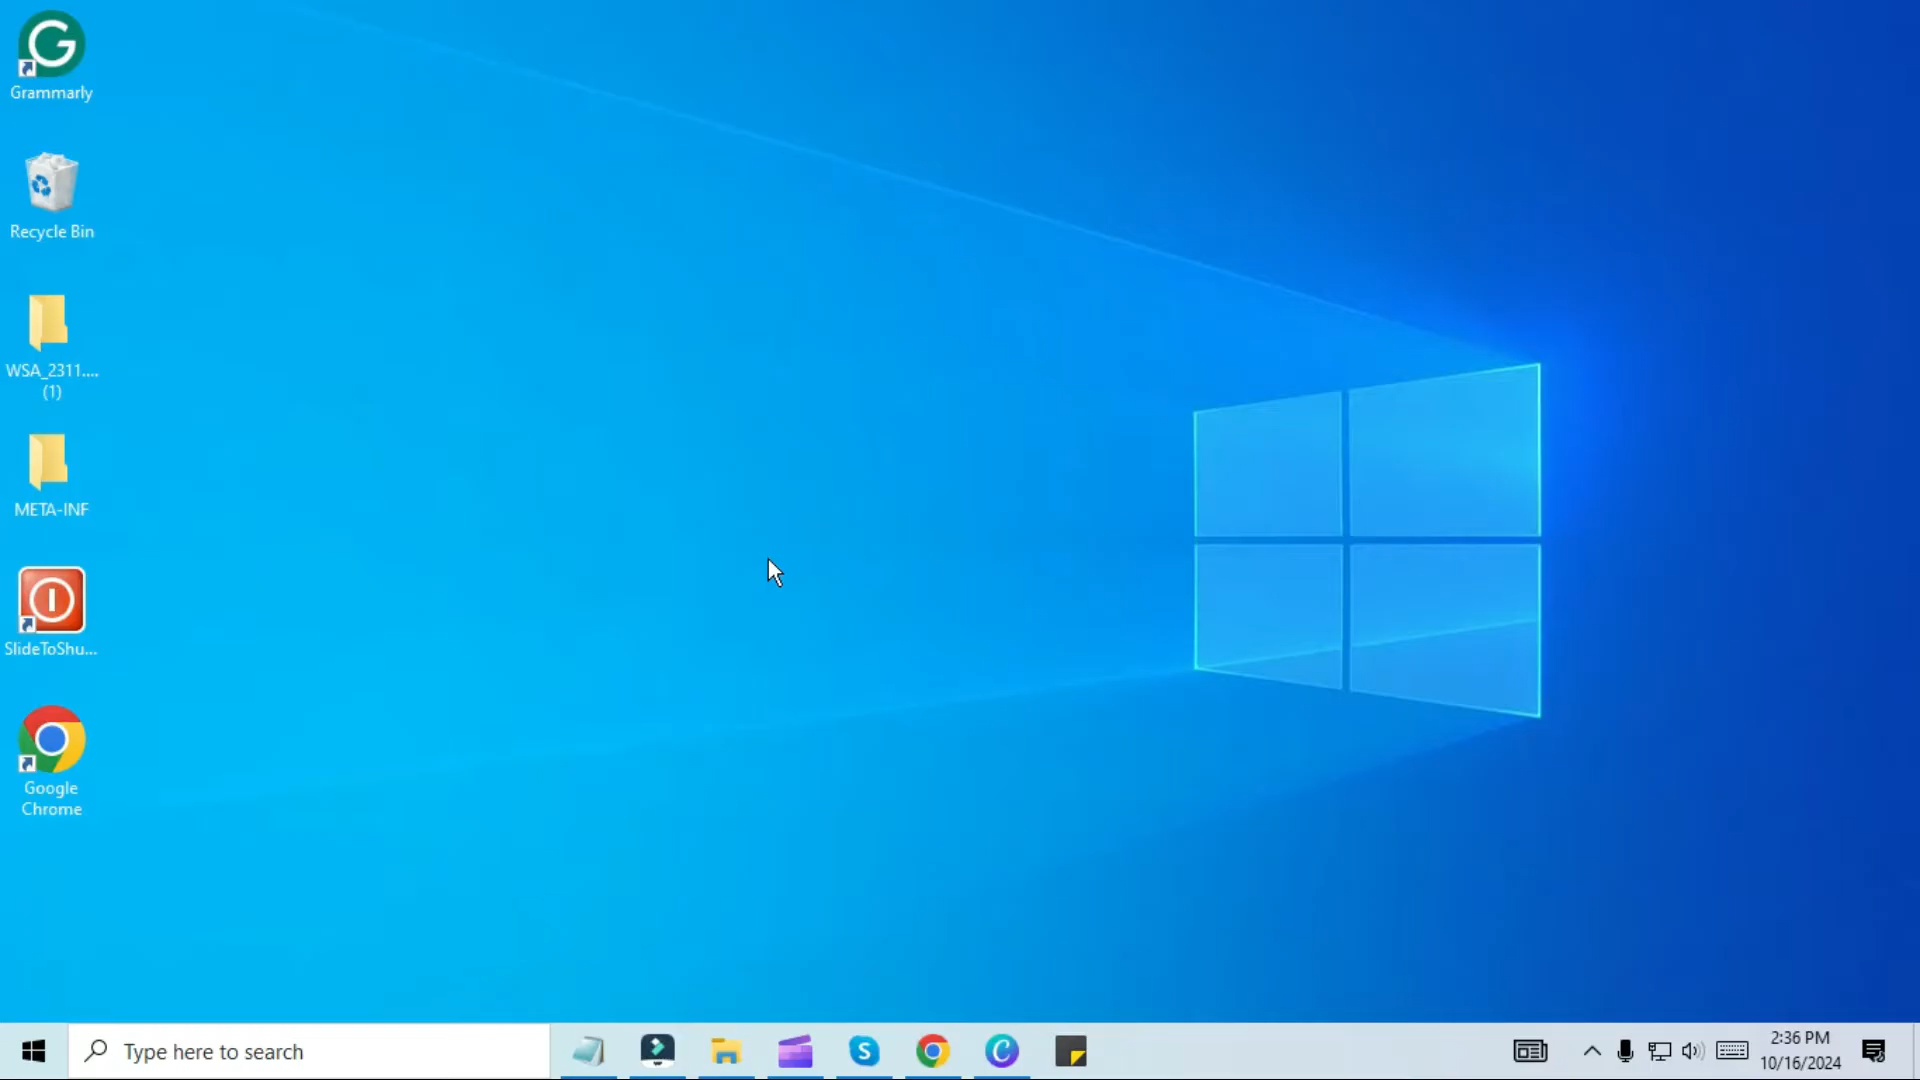 Grammarly
Recycle Bin
WSA_2311....
(1)
META-INF
SlideToShu...
Google
Chrome
Type here to search
2:36 PM
10/16/2024